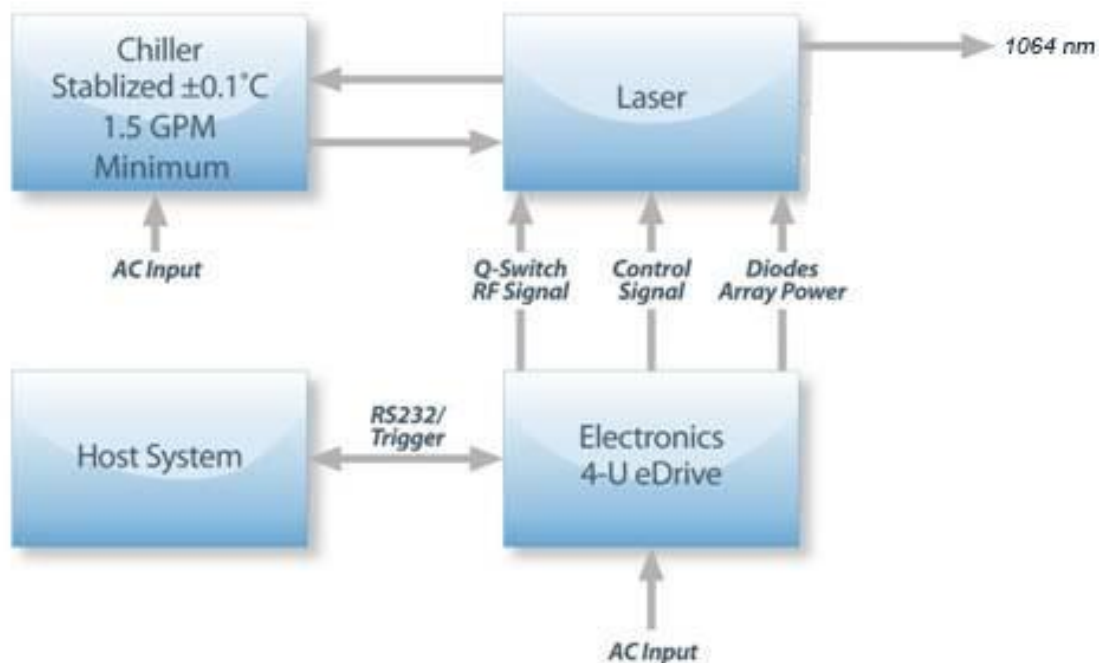 Chiller
Stablized ±0.1˚C
1.5 GPM
Minimum
Laser
1064 nm
AC Input
Q-Switch
RF Signal
Control
Signal
Diodes
Array Power
Host System
RS232/
Trigger
Electronics
4-U eDrive
AC Input